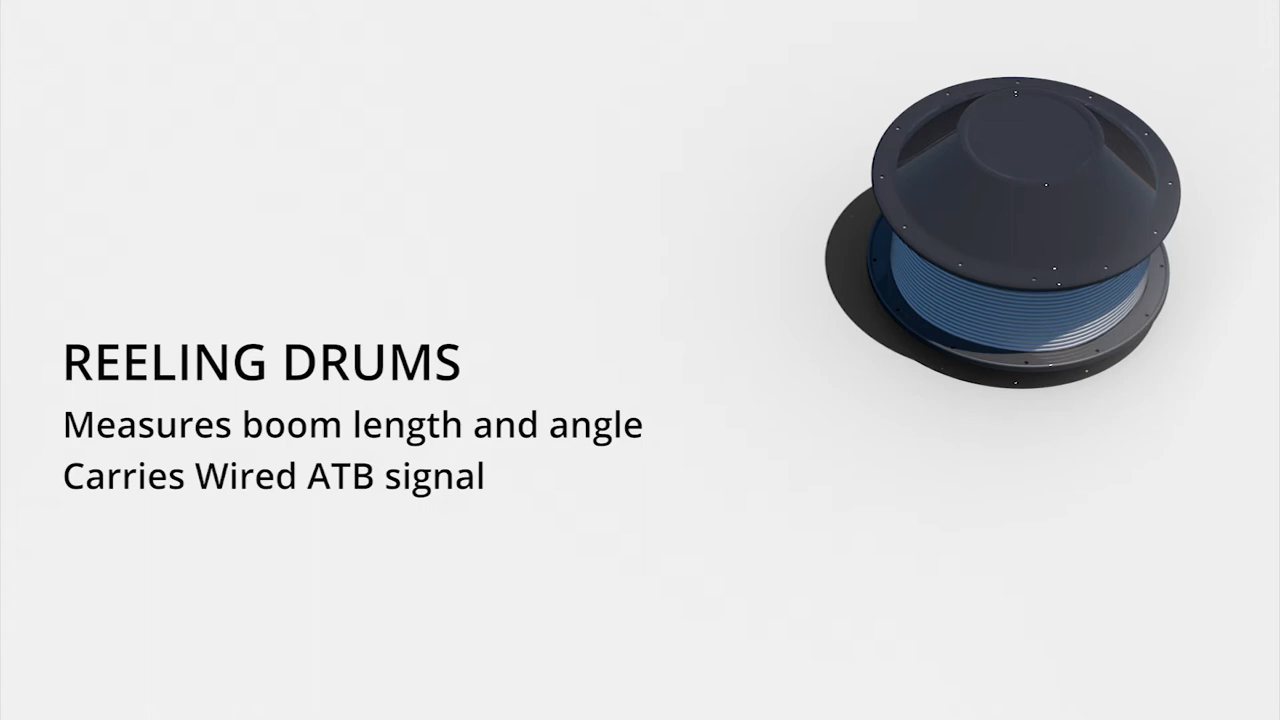 REELING DRUMS
Measures boom length and angle
Carries Wired ATB signal